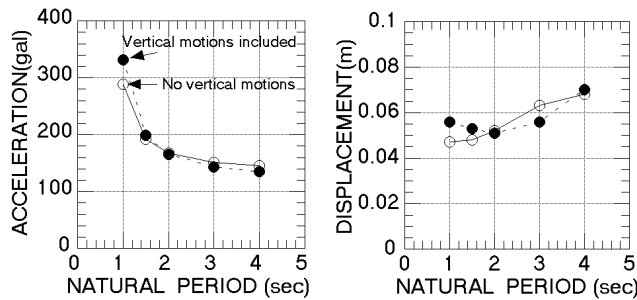 400
300
200
100
0
0 1 2 3 4 5
ACCELERATION(gal)
NATURAL PERIOD (sec)
Vertical motions included
No vertical motions
0.1
0.08
0.06
0.04
0.02
0
0 1 2 3 4 5
DISPLACEMENT(m)
NATURAL PERIOD (sec)